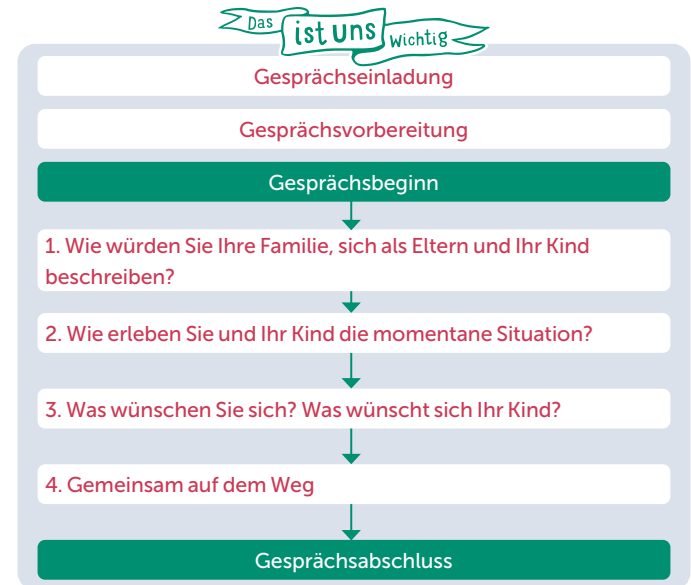 Das ist uns wichtig
Gesprächseinladung
Gesprächsvorbereitung
Gesprächsbeginn
1. Wie würden Sie Ihre Familie, sich als Eltern und Ihr Kind
beschreiben?
2. Wie erleben Sie und Ihr Kind die momentane Situation?
3. Was wünschen Sie sich? Was wünscht sich Ihr Kind?
4. Gemeinsam auf dem Weg
Gesprächsabschluss